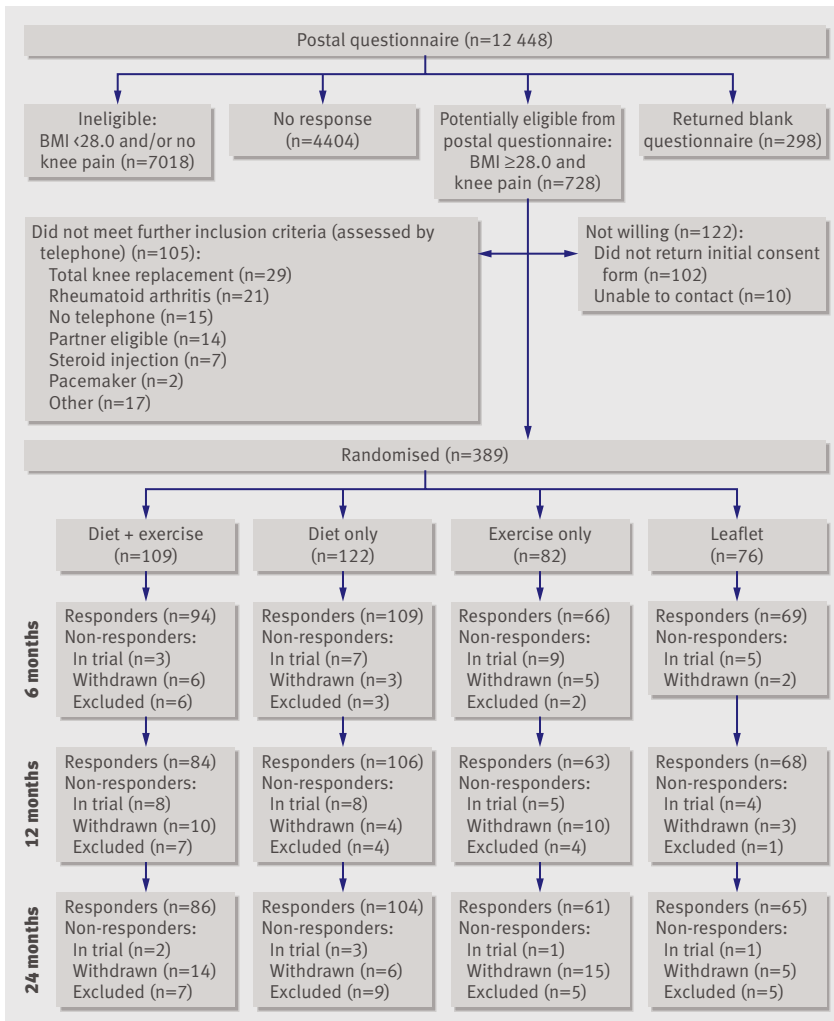 Postal questionnaire (n=12 448)
Ineligible:
BMI <28.0 and/or no
knee pain (n=7018)
No response
(n=4404)
Potentially eligible from
postal questionnaire:
BMI ≥28.0 and
knee pain (n=728)
Returned blank
questionnaire (n=298)
Did not meet further inclusion criteria (assessed by
telephone) (n=105):
Total knee replacement (n=29)
Rheumatoid arthritis (n=21)
No telephone (n=15)
Partner eligible (n=14)
Steroid injection (n=7)
Pacemaker (n=2)
Other (n=17)
Not willing (n=122):
Did not return initial consent
form (n=102)
Unable to contact (n=10)
Randomised (n=389)
Diet + exercise
(n=109)
Diet only
(n=122)
Exercise only
(n=82)
Leaflet
(n=76)
6 months
Responders (n=94)
Non-responders:
In trial (n=3)
Withdrawn (n=6)
Excluded (n=6)
Responders (n=109)
Non-responders:
In trial (n=7)
Withdrawn (n=3)
Excluded (n=3)
Responders (n=66)
Non-responders:
In trial (n=9)
Withdrawn (n=5)
Excluded (n=2)
Responders (n=69)
Non-responders:
In trial (n=5)
Withdrawn (n=2)
12 months
Responders (n=84)
Non-responders:
In trial (n=8)
Withdrawn (n=10)
Excluded (n=7)
Responders (n=106)
Non-responders:
In trial (n=8)
Withdrawn (n=4)
Excluded (n=4)
Responders (n=63)
Non-responders:
In trial (n=5)
Withdrawn (n=10)
Excluded (n=4)
Responders (n=68)
Non-responders:
In trial (n=4)
Withdrawn (n=3)
Excluded (n=1)
24 months
Responders (n=86)
Non-responders:
In trial (n=2)
Withdrawn (n=14)
Excluded (n=7)
Responders (n=104)
Non-responders:
In trial (n=3)
Withdrawn (n=6)
Excluded (n=9)
Responders (n=61)
Non-responders:
In trial (n=1)
Withdrawn (n=15)
Excluded (n=5)
Responders (n=65)
Non-responders:
In trial (n=1)
Withdrawn (n=5)
Excluded (n=5)